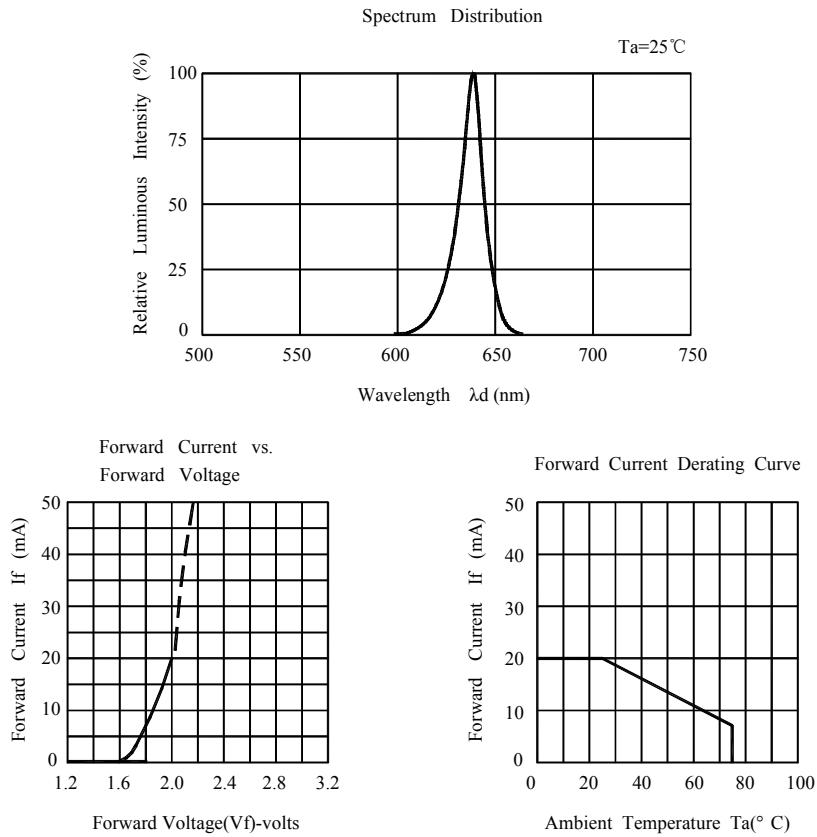 Spectrum Distribution
Ta=25℃
Relative Luminous Intensity (%)
100
75
50
25
0
500 550 600 650 700 750
Wavelength λd (nm)
Forward Current vs.
Forward Voltage
Forward Current If (mA)
50
40
30
20
10
0
1.2 1.6 2.0 2.4 2.8 3.2
Forward Voltage(Vf)-volts
Forward Current Derating Curve
Forward Current If (mA)
50
40
30
20
10
0
0 20 40 60 80 100
Ambient Temperature Ta(° C)